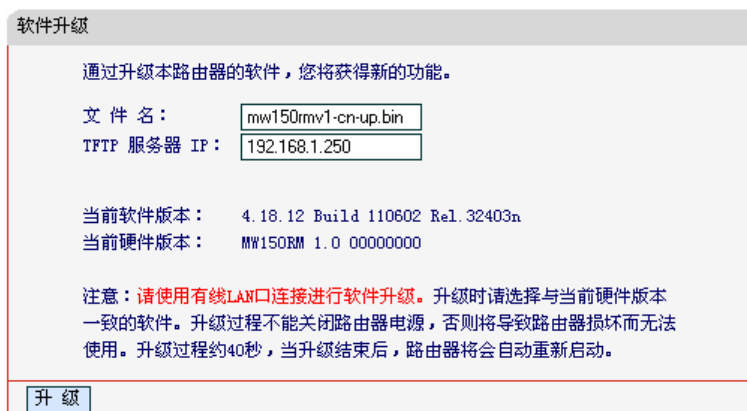 软件升级
通过升级本路由器的软件，您将获得新的功能。
文 件 名： mw150rmv1-cn-up.bin
TFTP 服务器 IP： 192.168.1.250
当前软件版本： 4.18.12 Build 110602 Rel.32403n
当前硬件版本： MW150RM 1.0 00000000
注意：请使用有线LAN口连接进行软件升级。升级时请选择与当前硬件版本
一致的软件。升级过程不能关闭路由器电源，否则将导致路由器损坏而无法
使用。升级过程约40秒，当升级结束后，路由器将会自动重新启动。
升 级